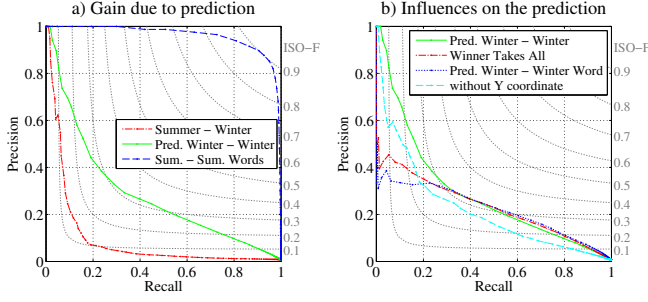 a) Gain due to prediction
1
0.8
0.6
0.4
0.2
0
0
0.2
0.4
0.6
0.8
1
Precision
Recall
ISO−F
0.9
0.8
0.7
0.6
0.5
0.4
0.3
0.2
0.1
Summer − Winter
Pred. Winter − Winter
Sum. − Sum. Words
b) Influences on the prediction
1
0.8
0.6
0.4
0.2
0
0
0.2
0.4
0.6
0.8
1
Precision
Recall
ISO−F
0.9
0.8
0.7
0.6
0.5
0.4
0.3
0.2
0.1
Pred. Winter − Winter
Winner Takes All
Pred. Winter − Winter Word
without Y coordinate